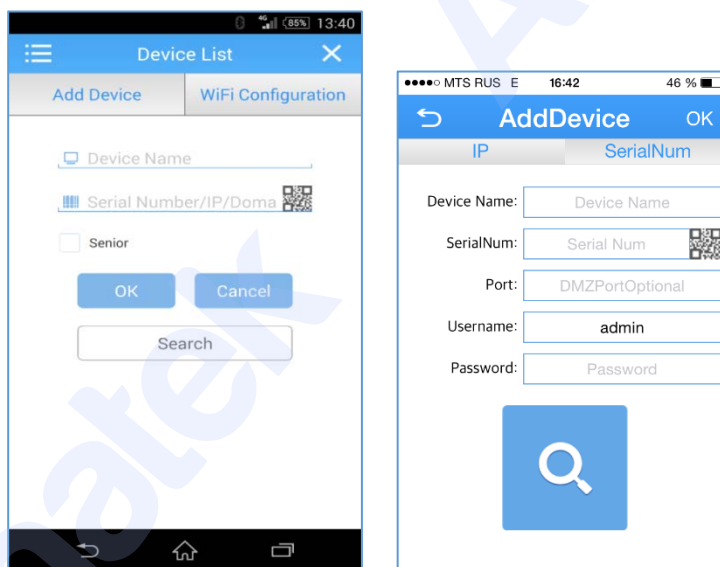 4G 85% 13:40
Device List
Add Device WiFi Configuration
Device Name
Serial Number/IP/Doma
Senior
OK Cancel
Search
MTS RUS E 16:42 46 %
AddDevice OK
IP SerialNum
Device Name: Device Name
SerialNum: Serial Num
Port: DMZPortOptional
Username: admin
Password: Password